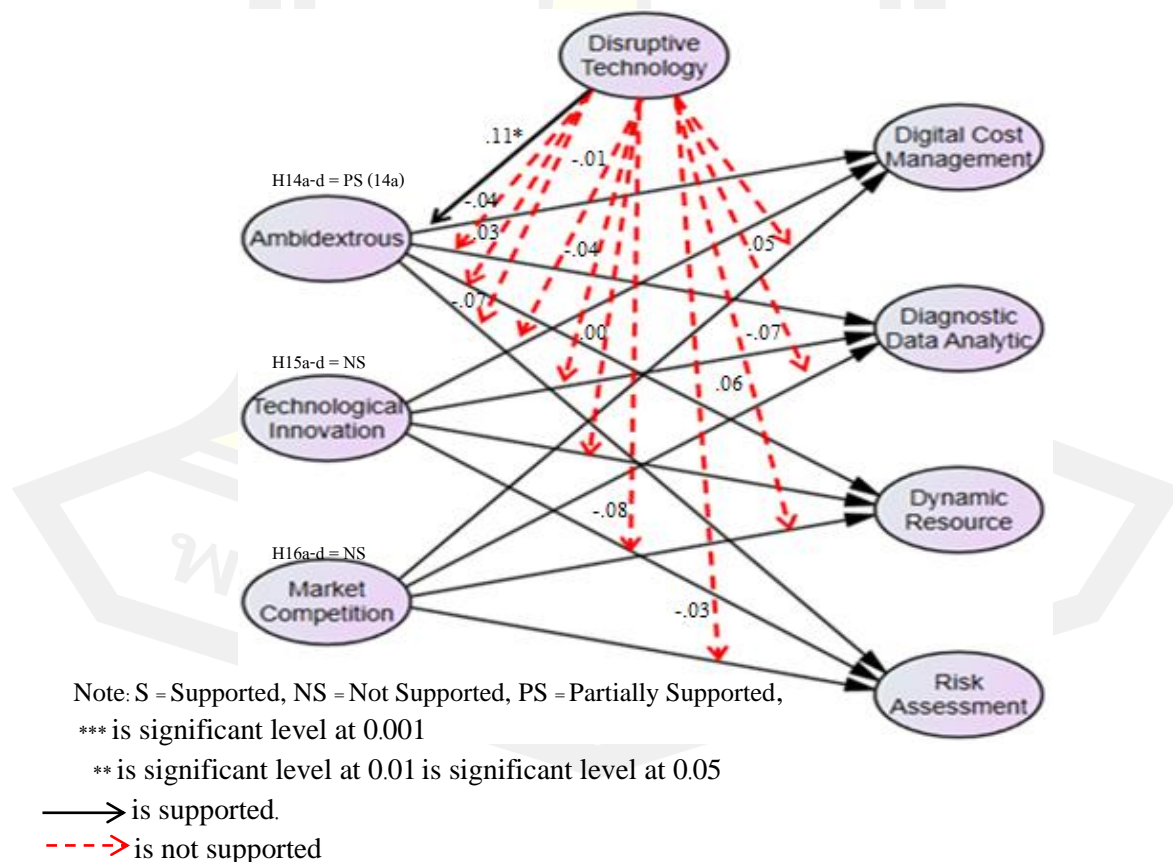 Disruptive
Technology
.11*
-.01
Digital Cost
Management
H14a-d = PS (14a)
-.04
Ambidextrous
.03
-.04
.05
-.07
.00
-.07
Diagnostic
Data Analytic
H15a-d = NS
.06
Technological
Innovation
-.08
Dynamic
Resource
H16a-d = NS
Market
Competition
-.03
Risk
Assessment
Note: S = Supported, NS = Not Supported, PS = Partially Supported,
*** is significant level at 0.001
** is significant level at 0.01 is significant level at 0.05
is supported.
is not supported